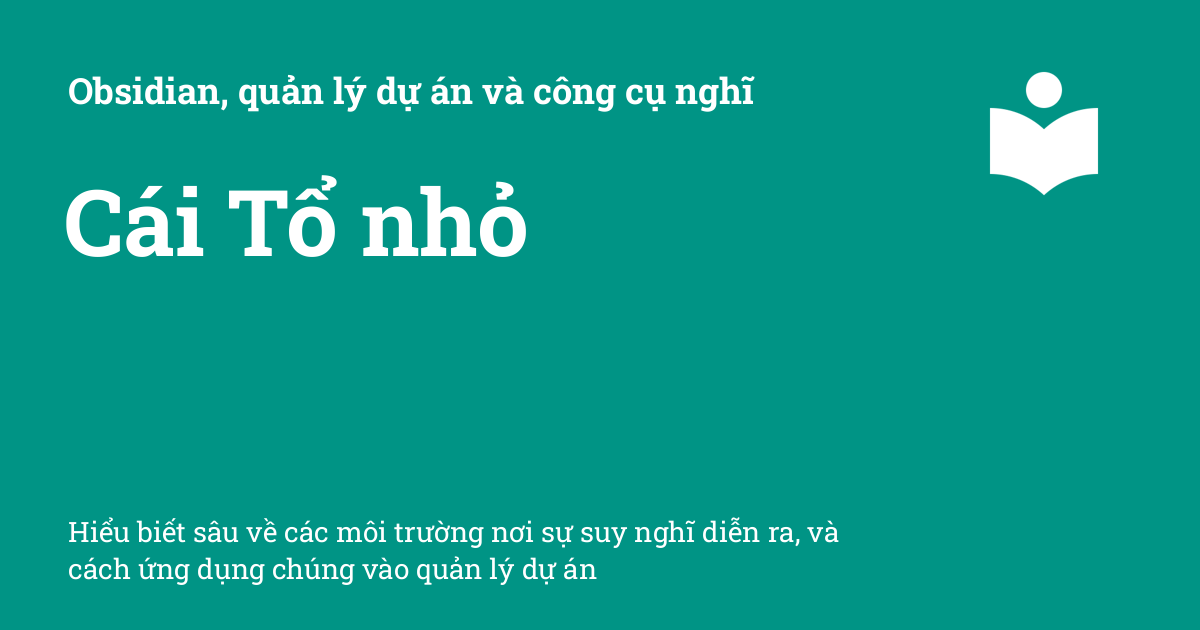 Obsidian, quản lý dự án và công cụ nghĩ
Cái Tổ nhỏ
Hiểu biết sâu về các môi trường nơi sự suy nghĩ diễn ra, và
cách ứng dụng chúng vào quản lý dự án